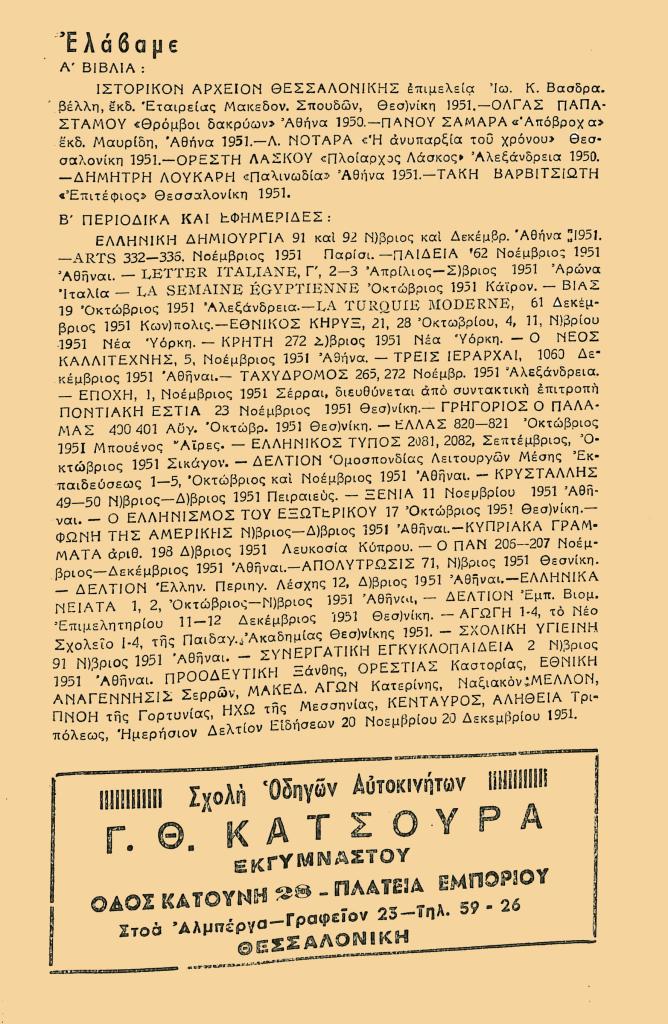 Ἐλάβαμε
Α' ΒΙΒΛΙΑ :
ΙΣΤΟΡΙΚΟΝ ΑΡΧΕΙΟΝ ΘΕΣΣΑΛΟΝΙΚΗΣ ἐπιμελείᾳ Ἰω. Κ. Βασδρα.
βέλλη, ἔκδ. Ἑταιρείας Μακεδον. Σπουδῶν, Θεσ)νίκη 1951.—ΟΛΓΑΣ ΠΑΠΑ-
ΣΤΑΜΟΥ «Θρόμβοι δακρύων» Ἀθήνα 1950.—ΠΑΝΟΥ ΣΑΜΑΡΑ «Ἀπόβροχα»
ἔκδ. Μαυρίδη, Ἀθήνα 1951.—Λ. ΝΟΤΑΡΑ «Ἡ ἀνυπαρξία τοῦ χρόνου» Θεσ-
σαλονίκη 1951.—ΟΡΕΣΤΗ ΛΑΣΚΟΥ «Πλοίαρχος Λάσκος» Ἀλεξάνδρεια 1950.
—ΔΗΜΗΤΡΗ ΛΟΥΚΑΡΗ «Παλινωδία» Ἀθήνα 1951.—ΤΑΚΗ ΒΑΡΒΙΤΣΙΩΤΗ
«Ἐπιτάφιος» Θεσσαλονίκη 1951.
Β' ΠΕΡΙΟΔΙΚΑ ΚΑΙ ΕΦΗΜΕΡΙΔΕΣ :
ΕΛΛΗΝΙΚΗ ΔΗΜΙΟΥΡΓΙΑ 91 καὶ 92 Ν)βριος καὶ Δεκέμβρ. Ἀθήνα 1951.
—ARTS 332—336. Νοέμβριος 1951 Παρίσι.—ΠΑΙΔΕΙΑ '62 Νοέμβριος 1951
Ἀθῆναι. — LETTER ITALIANE, Γ', 2—3 Ἀπρίλιος—Σ)βριος 1951 Ἀρώνα
Ἰταλία — LA SEMAINE ÉGYPTIENNE Ὀκτώβριος 1951 Κάϊρον. — ΒΙΑΣ
19 Ὀκτώβριος 1951 Ἀλεξάνδρεια.—LA TURQUIE MODERNE, 61 Δεκέμ-
βριος 1951 Κων)πολις.—ΕΘΝΙΚΟΣ ΚΗΡΥΞ, 21, 28 Ὀκτωβρίου, 4, 11, Ν)βρίου
1951 Νέα Ὑόρκη. — ΚΡΗΤΗ 272 Σ)βριος 1951 Νέα Ὑόρκη. — Ο ΝΕΟΣ
ΚΑΛΛΙΤΕΧΝΗΣ, 5, Νοέμβριος 1951 Ἀθήνα. — ΤΡΕΙΣ ΙΕΡΑΡΧΑΙ, 1060 Δε-
κέμβριος 1951 Ἀθῆναι.— ΤΑΧΥΔΡΟΜΟΣ 265, 272 Νοέμβρ. 1951 Ἀλεξάνδρεια.
— ΕΠΟΧΗ, 1, Νοέμβριος 1951 Σέρραι, διευθύνεται ἀπὸ συντακτικὴ ἐπιτροπὴ
ΠΟΝΤΙΑΚΗ ΕΣΤΙΑ 23 Νοέμβριος 1951 Θεσ)νίκη.— ΓΡΗΓΟΡΙΟΣ Ο ΠΑΛΑ-
ΜΑΣ 400 401 Αὔγ. Ὀκτώβρ. 1951 Θεσ)νίκη. — ΕΛΛΑΣ 820—821 Ὀκτώβριος
1951 Μπουένος Ἄϊρες. — ΕΛΛΗΝΙΚΟΣ ΤΥΠΟΣ 2081, 2082, Σεπτέμβριος, Ὀ-
κτώβριος 1951 Σικάγον. — ΔΕΛΤΙΟΝ Ὁμοσπονδίας Λειτουργῶν Μέσης Ἐκ-
παιδεύσεως 1—5, Ὀκτώβριος καὶ Νοέμβριος 1951 Ἀθῆναι. — ΚΡΥΣΤΑΛΛΗΣ
49—50 Ν)βριος—Δ)βριος 1951 Πειραιεύς. — ΞΕΝΙΑ 11 Νοεμβρίου 1951 Ἀθῆ-
ναι. — Ο ΕΛΛΗΝΙΣΜΟΣ ΤΟΥ ΕΞΩΤΕΡΙΚΟΥ 17 Ὀκτώβριος 1951 Θεσ)νίκη.—
ΦΩΝΗ ΤΗΣ ΑΜΕΡΙΚΗΣ Ν)βριος—Δ)βριος 1951 Ἀθῆναι.—ΚΥΠΡΙΑΚΑ ΓΡΑΜ-
ΜΑΤΑ ἀριθ. 198 Δ)βριος 1951 Λευκοσία Κύπρου. — Ο ΠΑΝ 206—207 Νοέμ-
βριος—Δεκέμβριος 1951 Ἀθῆναι.—ΑΠΟΛΥΤΡΩΣΙΣ 71, Ν)βριος 1951 Θεσνίκη.
— ΔΕΛΤΙΟΝ Ἑλλην. Περιηγ. Λέσχης 12, Δ)βριος 1951 Ἀθῆναι.—ΕΛΛΗΝΙΚΑ
ΝΕΙΑΤΑ 1, 2, Ὀκτώβριος—Ν)βριος 1951 Ἀθῆναι, — ΔΕΛΤΙΟΝ Ἐμπ. Βιομ.
Ἐπιμελητηρίου 11—12 Δεκέμβριος 1951 Θεσ)νίκη. — ΑΓΩΓΗ 1-4, τὸ Νέο
Σχολεῖο 1-4, τῆς Παιδαγ. Ἀκαδημίας Θεσ)νίκης 1951. — ΣΧΟΛΙΚΗ ΥΓΙΕΙΝΗ
91 Ν)βριος 1951 Ἀθῆναι. — ΣΥΝΕΡΓΑΤΙΚΗ ΕΓΚΥΚΛΟΠΑΙΔΕΙΑ 2 Ν)βριος
1951 Ἀθῆναι. ΠΡΟΟΔΕΥΤΙΚΗ Ξάνθης, ΟΡΕΣΤΙΑΣ Καστορίας, ΕΘΝΙΚΗ
ΑΝΑΓΕΝΝΗΣΙΣ Σερρῶν, ΜΑΚΕΔ. ΑΓΩΝ Κατερίνης, Ναξιακὸν ΜΕΛΛΟΝ,
ΠΝΟΗ τῆς Γορτυνίας, ΗΧΩ τῆς Μεσσηνίας, ΚΕΝΤΑΥΡΟΣ, ΑΛΗΘΕΙΑ Τρι-
πόλεως, Ἡμερήσιον Δελτίον Εἰδήσεων 20 Νοεμβρίου 20 Δεκεμβρίου 1951.
Σχολὴ Ὁδηγῶν Αὐτοκινήτων
Γ. Θ. ΚΑΤΣΟΥΡΑ
ΕΚΓΥΜΝΑΣΤΟΥ
ΟΔΟΣ ΚΑΤΟΥΝΗ 28 - ΠΛΑΤΕΙΑ ΕΜΠΟΡΙΟΥ
Στοὰ Ἀλμπέργα—Γραφεῖον 23—Τηλ. 59 - 26
ΘΕΣΣΑΛΟΝΙΚΗ